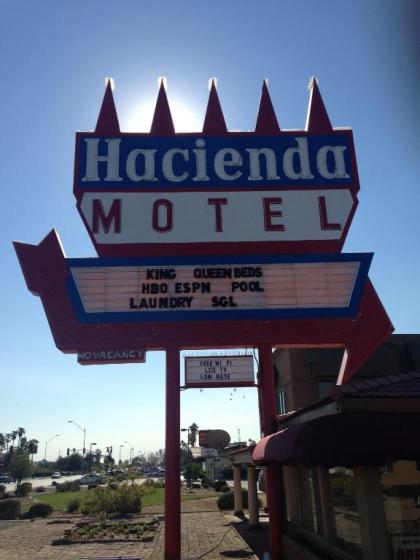 Hacienda
MOTEL
KING QUEEN BEDS
HBO ESPN POOL
LAUNDRY SGL
NO VACANCY
FREE WI FI
LCD TV
LOW RATE